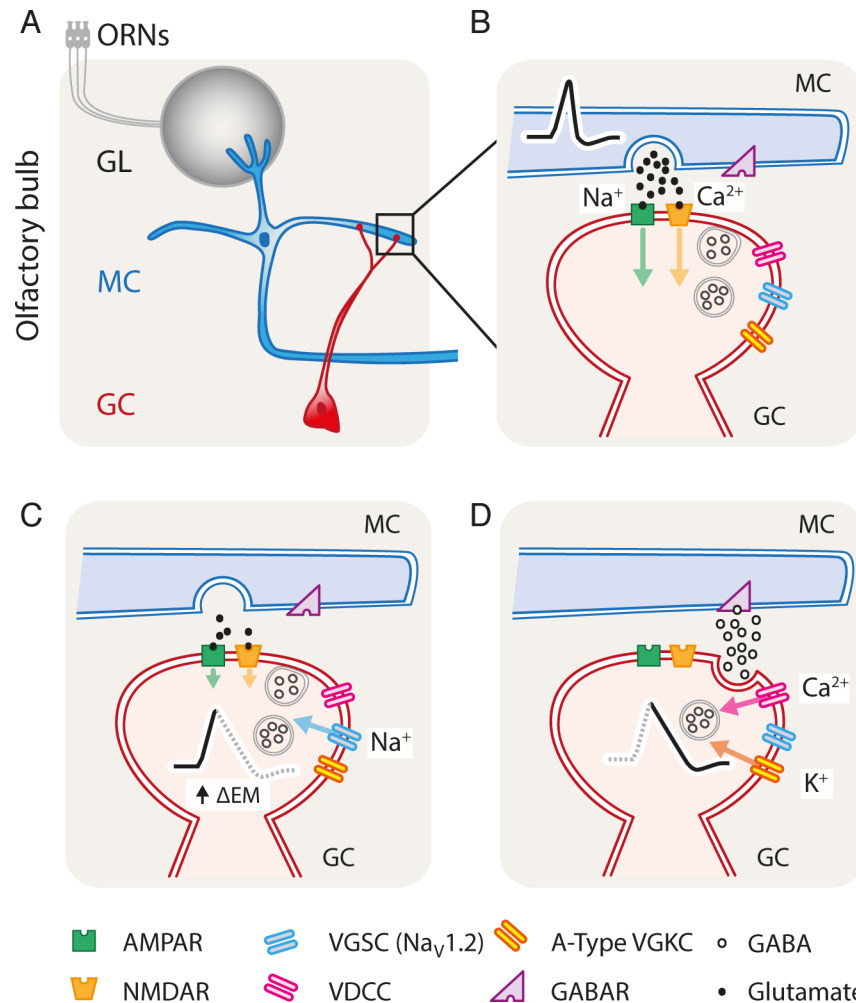 A
ORNs
Olfactory bulb
GL
MC
GC
B
MC
Na⁺
Ca²⁺
GC
C
MC
Na⁺
↑ ΔEM
GC
D
MC
Ca²⁺
K⁺
GC
AMPAR
VGSC (Naᵥ1.2)
A-Type VGKC
GABA
NMDAR
VDCC
GABAR
Glutamate